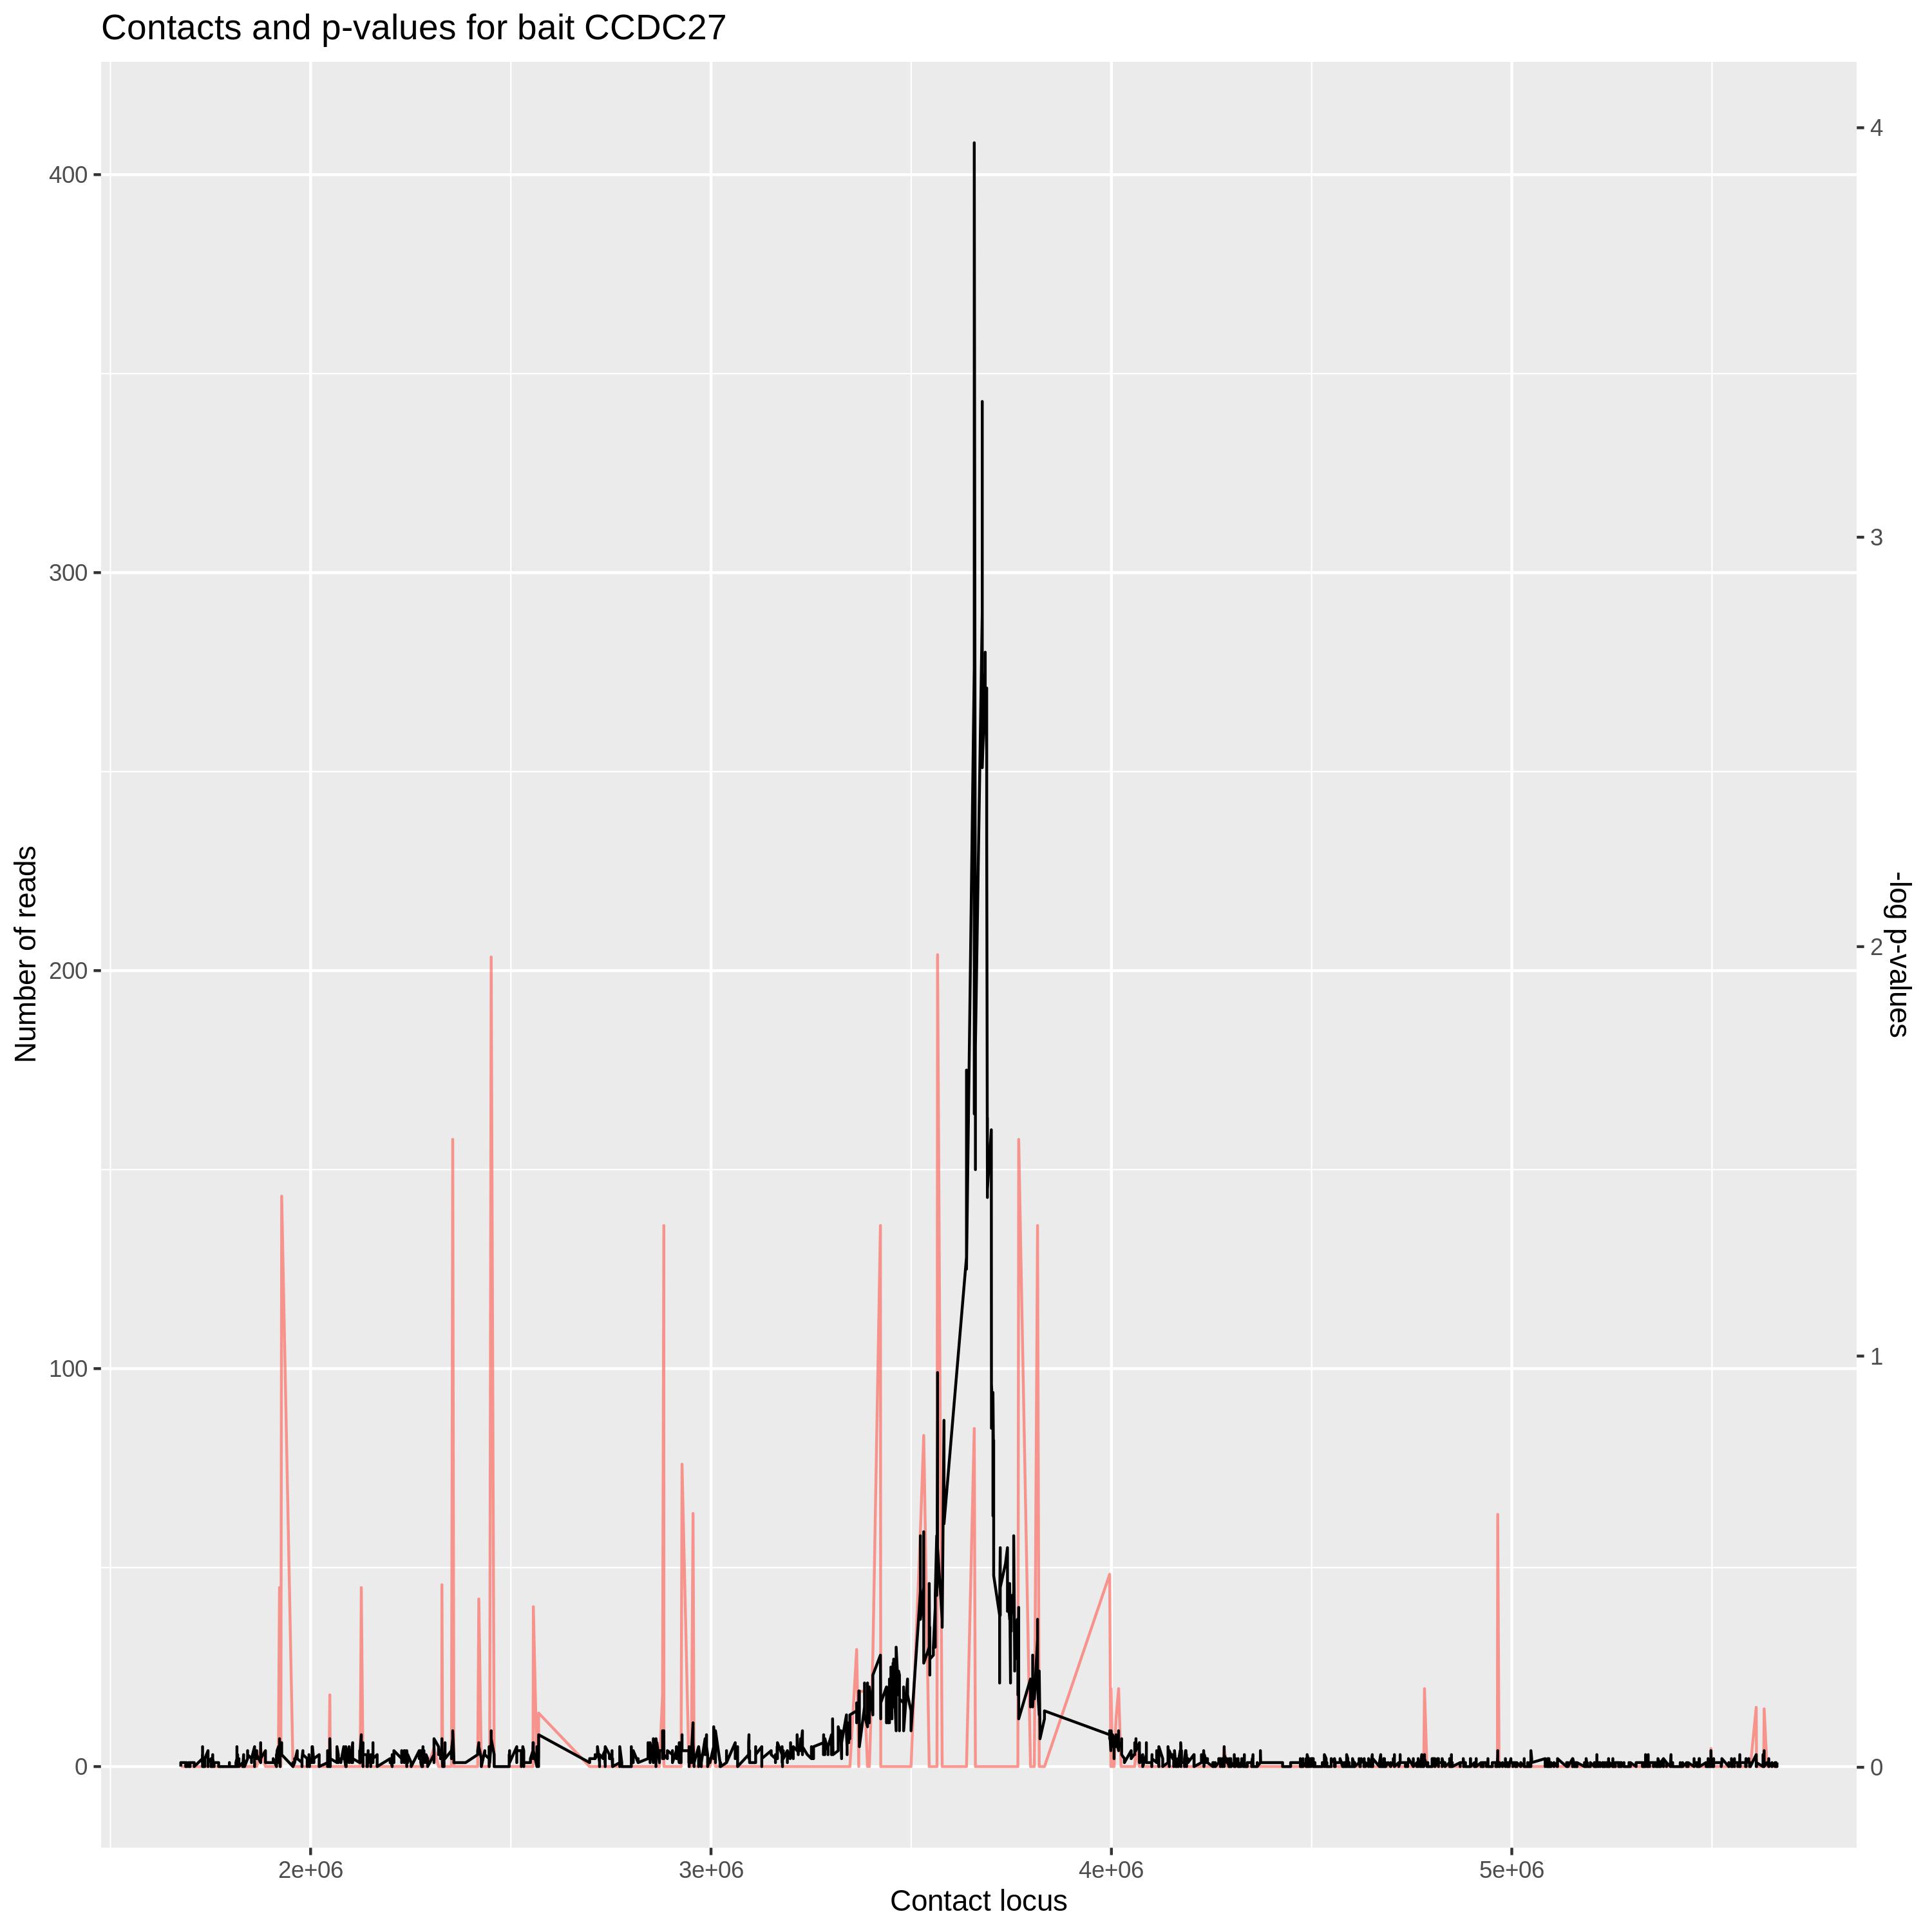 Contacts and p-values for bait CCDC27
400
300
200
100
0
Number of reads
4
3
2
1
0
-log p-values
2e+06
3e+06
4e+06
5e+06
Contact locus